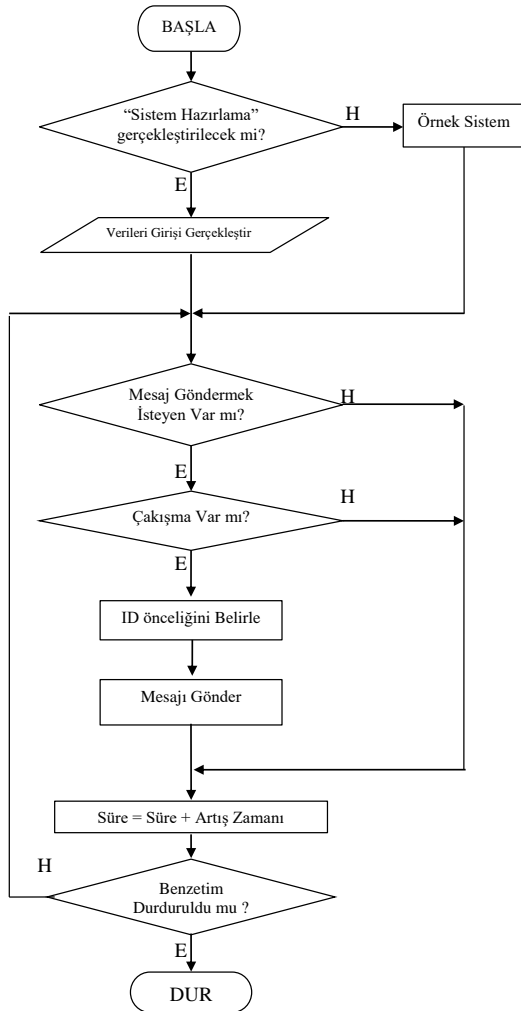 BAŞLA
“Sistem Hazırlama”
gerçekleştirilecek mi?
H
Örnek Sistem
E
Verileri Girişi Gerçekleştir
Mesaj Göndermek
İsteyen Var mı?
H
E
Çakışma Var mı?
H
E
ID önceliğini Belirle
Mesajı Gönder
Süre = Süre + Artış Zamanı
H
Benzetim
Durduruldu mu ?
E
DUR